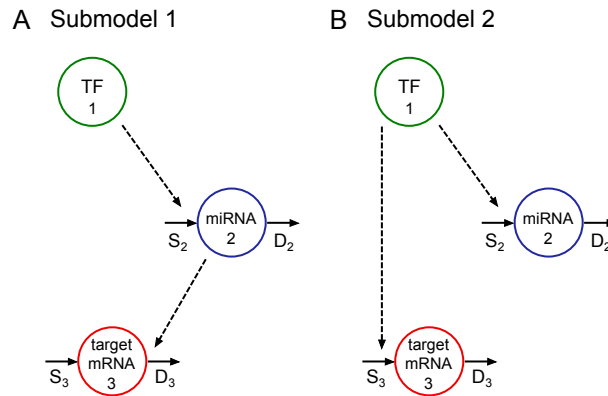 A Submodel 1
TF
1
S2
miRNA
2
D2
S3
target
mRNA
3
D3
B Submodel 2
TF
1
S2
miRNA
2
D2
S3
target
mRNA
3
D3